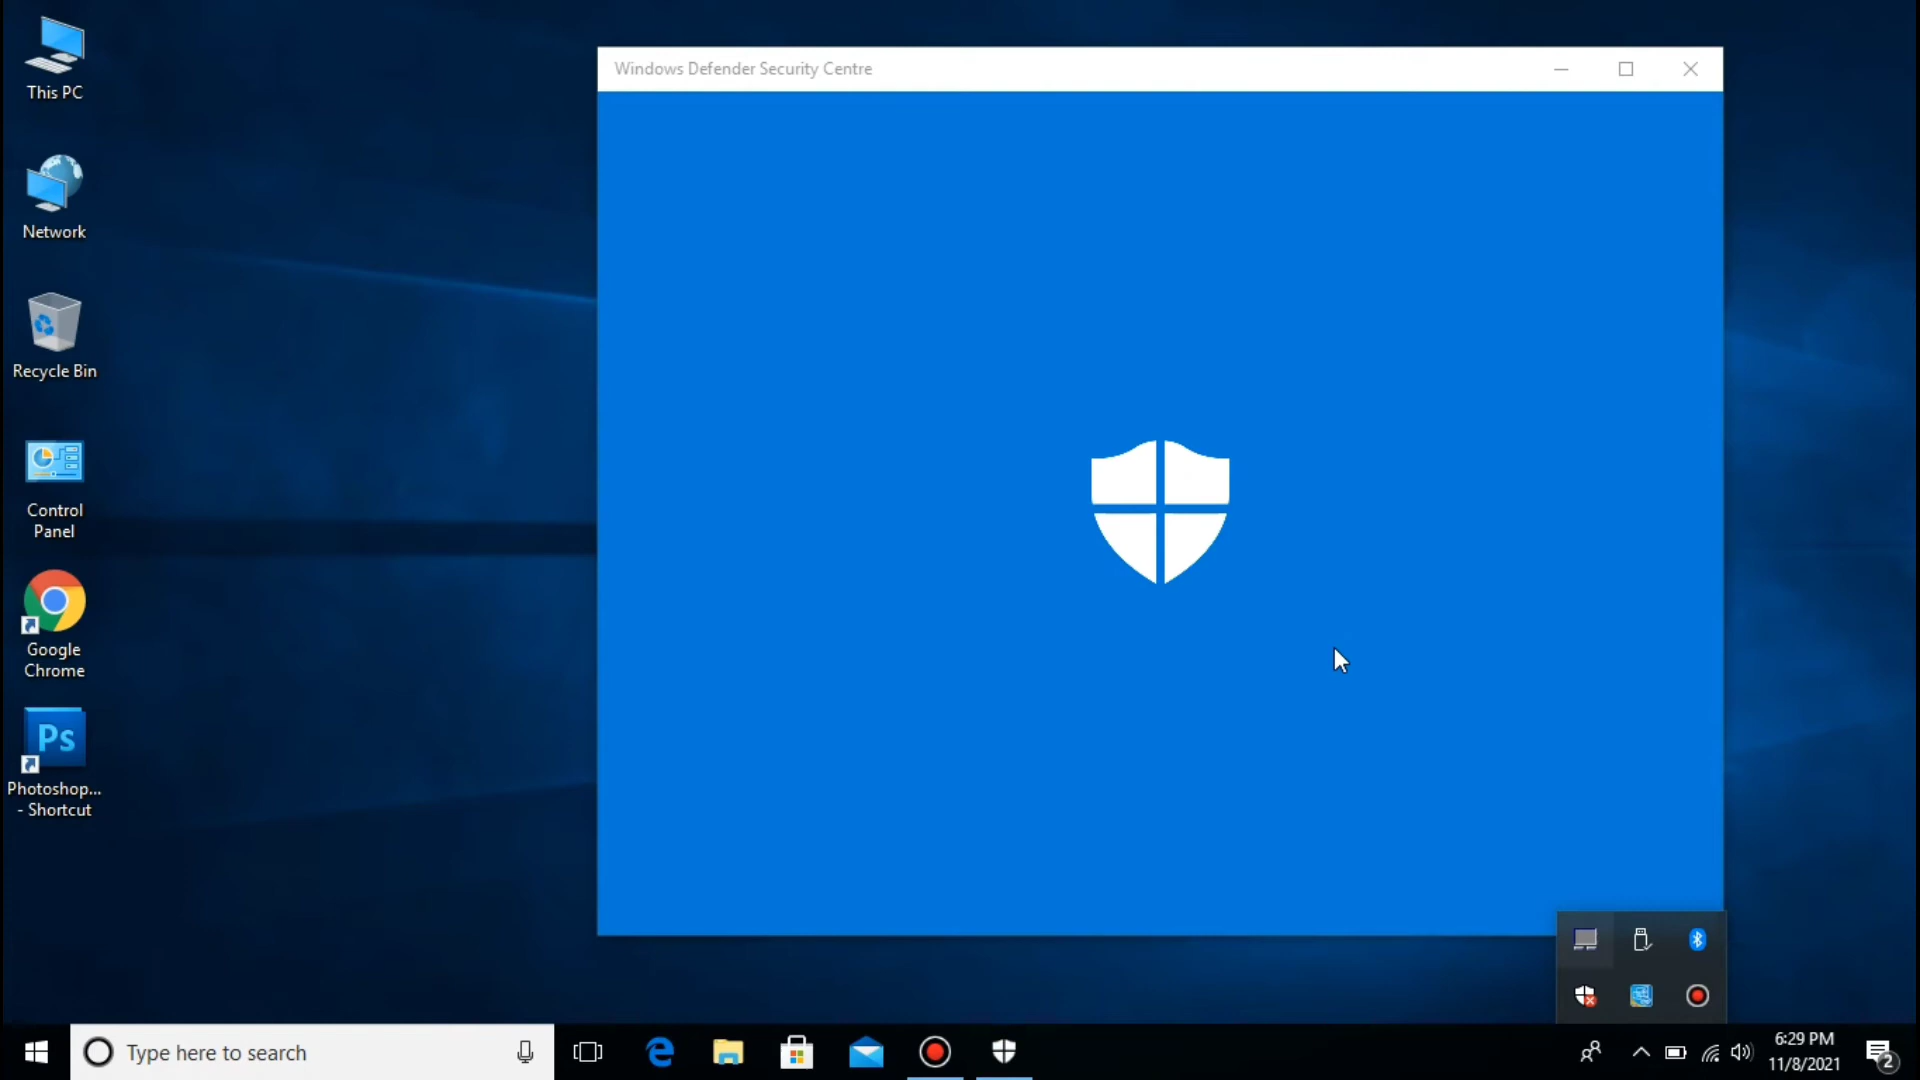 This PC
Network
Recycle Bin
Control
Panel
Google
Chrome
Ps
Photoshop...
- Shortcut
Windows Defender Security Centre
Type here to search
6:29 PM
11/8/2021
2